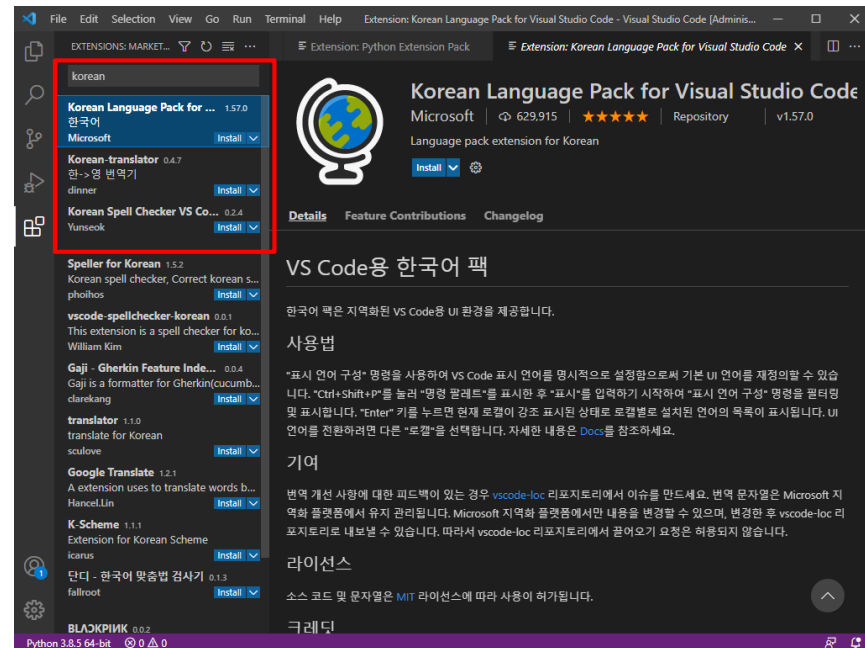 File Edit Selection View Go Run Terminal Help Extension: Korean Language Pack for Visual Studio Code - Visual Studio Code [Adminis...
EXTENSIONS: MARKET...
Extension: Python Extension Pack
Extension: Korean Language Pack for Visual Studio Code
korean
Korean Language Pack for ... 1.57.0
한국어
Microsoft Install
Korean-translator 0.4.7
한->영 번역기
dinner Install
Korean Spell Checker VS Co... 0.2.4
Yunseok Install
Speller for Korean 1.5.2
Korean spell checker, Correct korean s...
phoihos Install
vscode-spellchecker-korean 0.0.1
This extension is a spell checker for ko...
William Kim Install
Gaji - Gherkin Feature Inde... 0.0.4
Gaji is a formatter for Gherkin(cucumb...
clarekang Install
translator 1.1.0
translate for Korean
sculove Install
Google Translate 1.2.1
A extension uses to translate words b...
Hancel.Lin Install
K-Scheme 1.1.1
Extension for Korean Scheme
icarus Install
단디 - 한국어 맞춤법 검사기 0.1.3
fallroot Install
BLΛƆKPIИK 0.0.2
Korean Language Pack for Visual Studio Code
Microsoft 629,915 ★★★★★ Repository v1.57.0
Language pack extension for Korean
Install
Details Feature Contributions Changelog
VS Code용 한국어 팩
한국어 팩은 지역화된 VS Code용 UI 환경을 제공합니다.
사용법
"표시 언어 구성" 명령을 사용하여 VS Code 표시 언어를 명시적으로 설정함으로써 기본 UI 언어를 재정의할 수 있습
니다. "Ctrl+Shift+P"를 눌러 "명령 팔레트"를 표시한 후 "표시"를 입력하기 시작하여 "표시 언어 구성" 명령을 필터링
및 표시합니다. "Enter" 키를 누르면 현재 로캘이 강조 표시된 상태로 로캘별로 설치된 언어의 목록이 표시됩니다. UI
언어를 전환하려면 다른 "로캘"을 선택합니다. 자세한 내용은 Docs를 참조하세요.
기여
번역 개선 사항에 대한 피드백이 있는 경우 vscode-loc 리포지토리에서 이슈를 만드세요. 번역 문자열은 Microsoft 지
역화 플랫폼에서 유지 관리됩니다. Microsoft 지역화 플랫폼에서만 내용을 변경할 수 있으며, 변경한 후 vscode-loc 리
포지토리로 내보낼 수 있습니다. 따라서 vscode-loc 리포지토리에서 끌어오기 요청은 허용되지 않습니다.
라이선스
소스 코드 및 문자열은 MIT 라이선스에 따라 사용이 허가됩니다.
크레딧
1
Python 3.8.5 64-bit 0 0